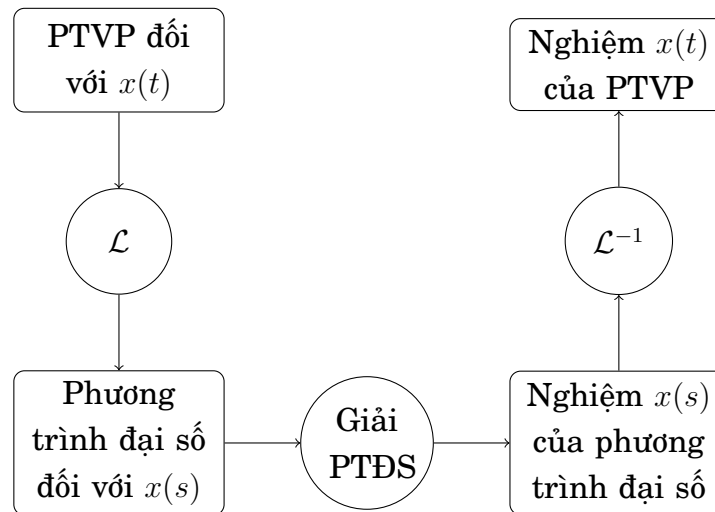 PTVP đối
với x(t)
Nghiệm x(t)
của PTVP
ℒ
ℒ⁻¹
Phương
trình đại số
đối với x(s)
Giải
PTĐS
Nghiệm x(s)
của phương
trình đại số